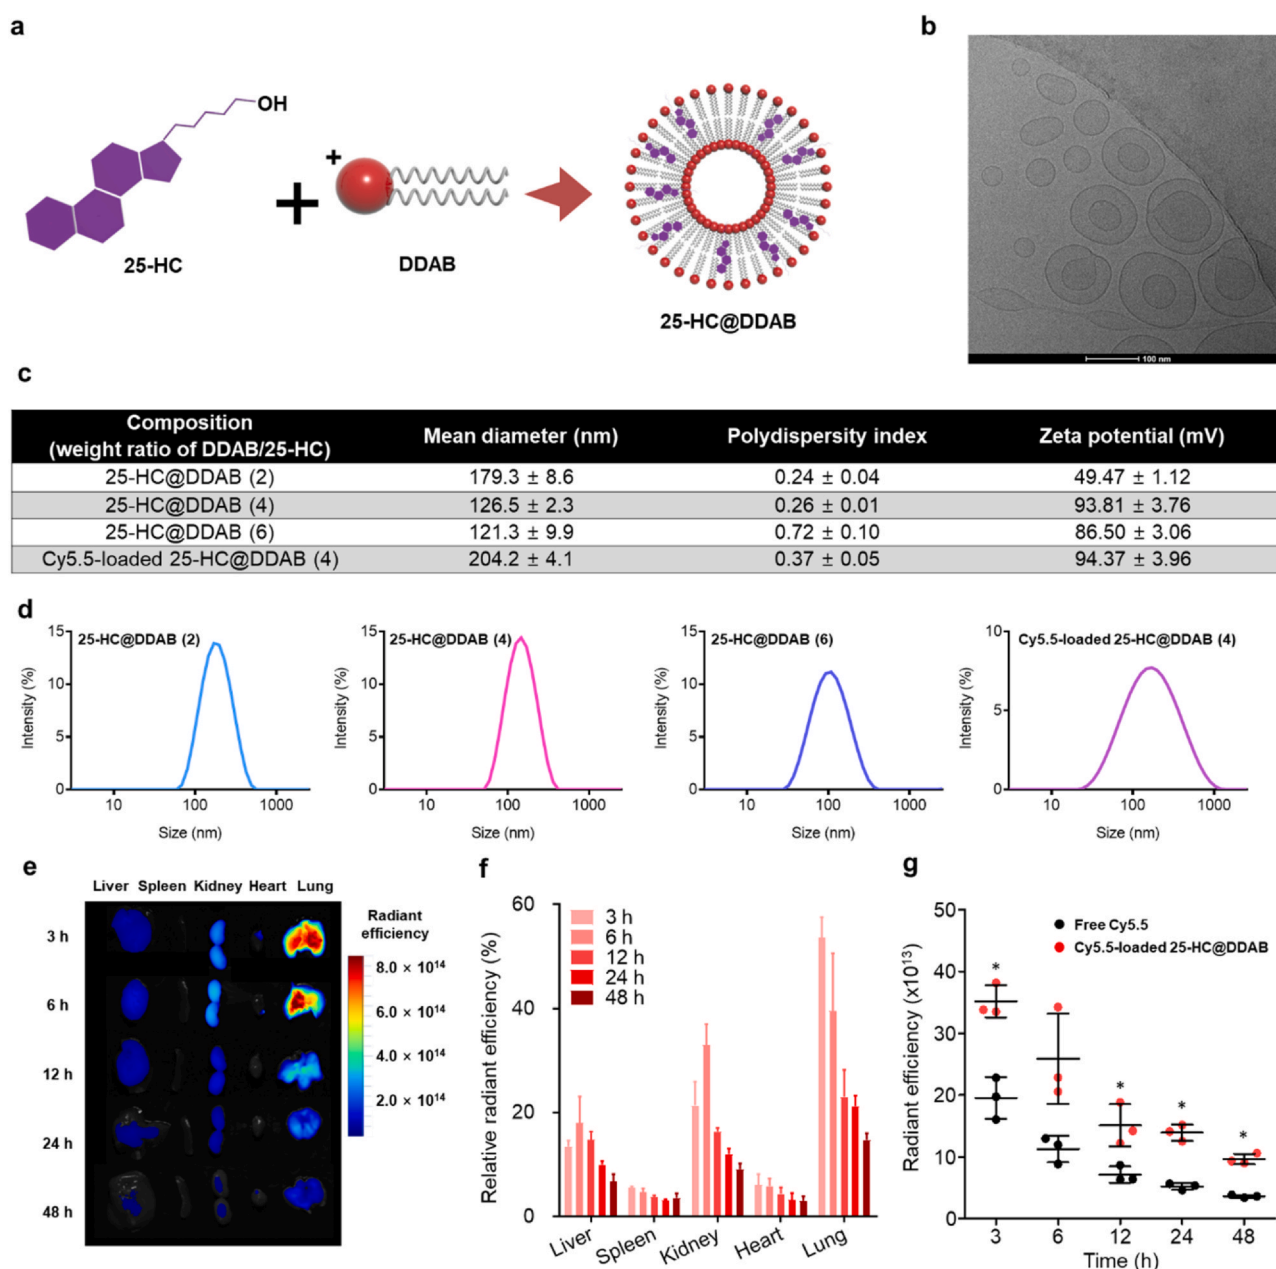 a
OH
25-HC
+
+
DDAB
25-HC@DDAB
b
100 nm
c
Composition
(weight ratio of DDAB/25-HC)
Mean diameter (nm)
Polydispersity index
Zeta potential (mV)
25-HC@DDAB (2) 179.3 ± 8.6 0.24 ± 0.04 49.47 ± 1.12
25-HC@DDAB (4) 126.5 ± 2.3 0.26 ± 0.01 93.81 ± 3.76
25-HC@DDAB (6) 121.3 ± 9.9 0.72 ± 0.10 86.50 ± 3.06
Cy5.5-loaded 25-HC@DDAB (4) 204.2 ± 4.1 0.37 ± 0.05 94.37 ± 3.96
d
25-HC@DDAB (2)
Intensity (%)
15
10
5
0
10 100 1000
Size (nm)
25-HC@DDAB (4)
Intensity (%)
15
10
5
0
10 100 1000
Size (nm)
25-HC@DDAB (6)
Intensity (%)
15
10
5
0
10 100 1000
Size (nm)
Cy5.5-loaded 25-HC@DDAB (4)
Intensity (%)
10
5
0
10 100 1000
Size (nm)
e
Liver Spleen Kidney Heart Lung
3 h
6 h
12 h
24 h
48 h
Radiant
efficiency
8.0 × 10¹⁴
6.0 × 10¹⁴
4.0 × 10¹⁴
2.0 × 10¹⁴
f
Relative radiant efficiency (%)
60
40
20
0
3 h
6 h
12 h
24 h
48 h
Liver Spleen Kidney Heart Lung
g
Radiant efficiency (x10¹³)
50
40
30
20
10
0
Free Cy5.5
Cy5.5-loaded 25-HC@DDAB
*
*
*
*
3 6 12 24 48
Time (h)